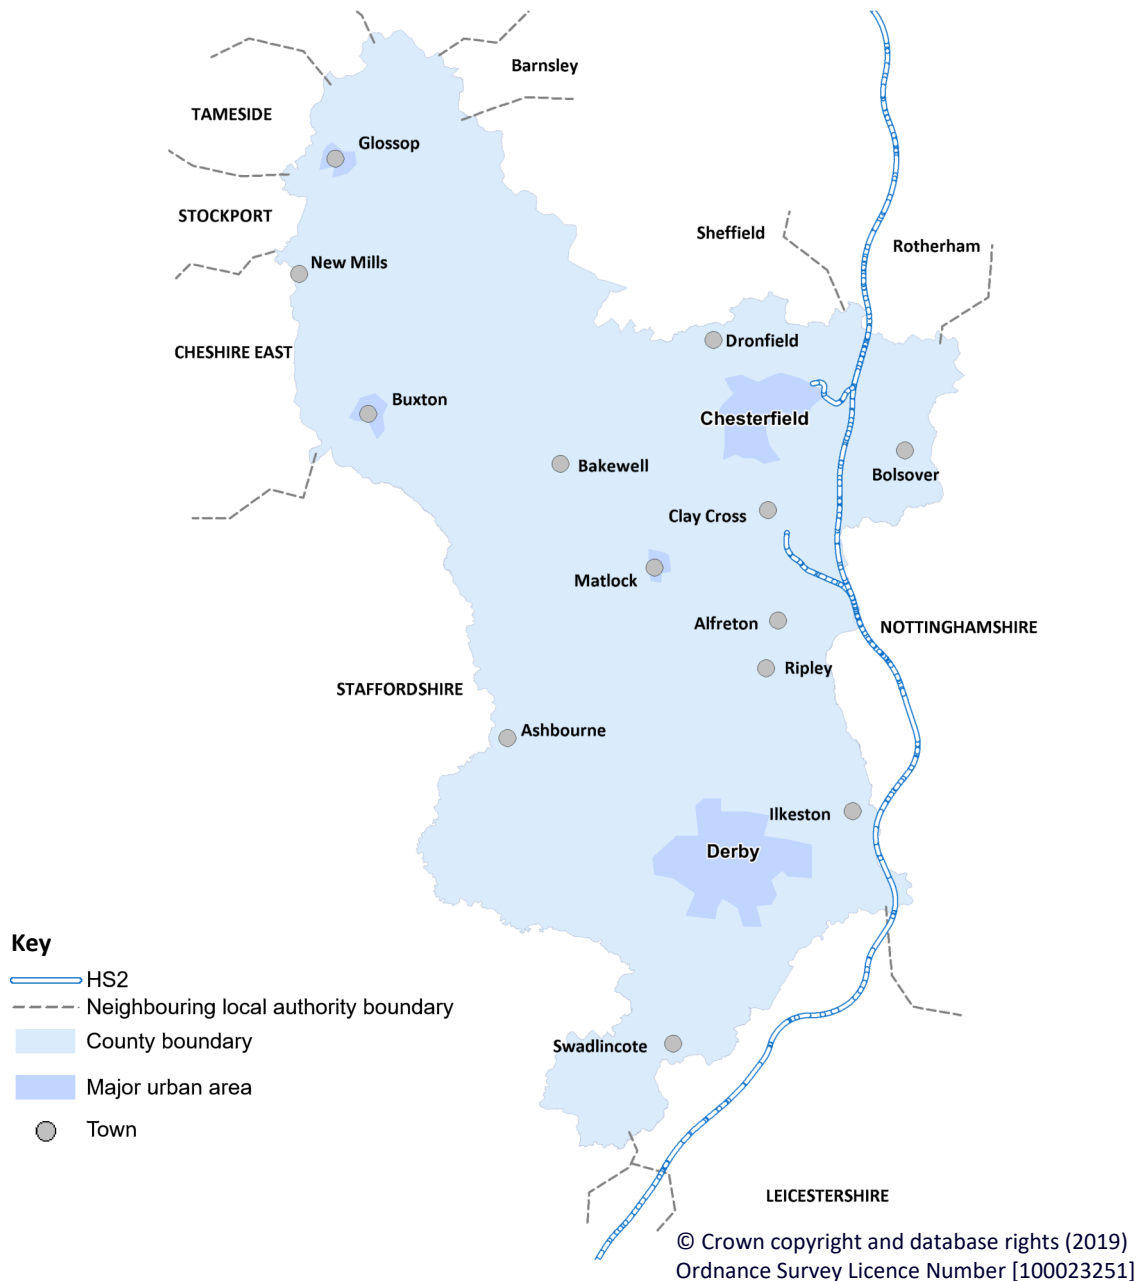 Barnsley
TAMESIDE
Glossop
STOCKPORT
Sheffield
Rotherham
New Mills
Dronfield
CHESHIRE EAST
Buxton
Chesterfield
Bakewell
Bolsover
Clay Cross
Matlock
Alfreton
NOTTINGHAMSHIRE
Ripley
STAFFORDSHIRE
Ashbourne
Ilkeston
Derby
Key
HS2
Neighbouring local authority boundary
County boundary
Swadlincote
Major urban area
Town
LEICESTERSHIRE
© Crown copyright and database rights (2019)
Ordnance Survey Licence Number [100023251]